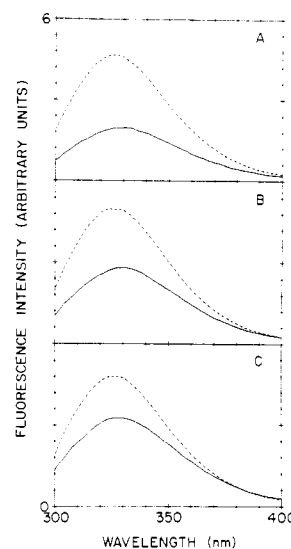 6
A
B
C
FLUORESCENCE INTENSITY (ARBITRARY UNITS)
0
300 350 400
WAVELENGTH (nm)